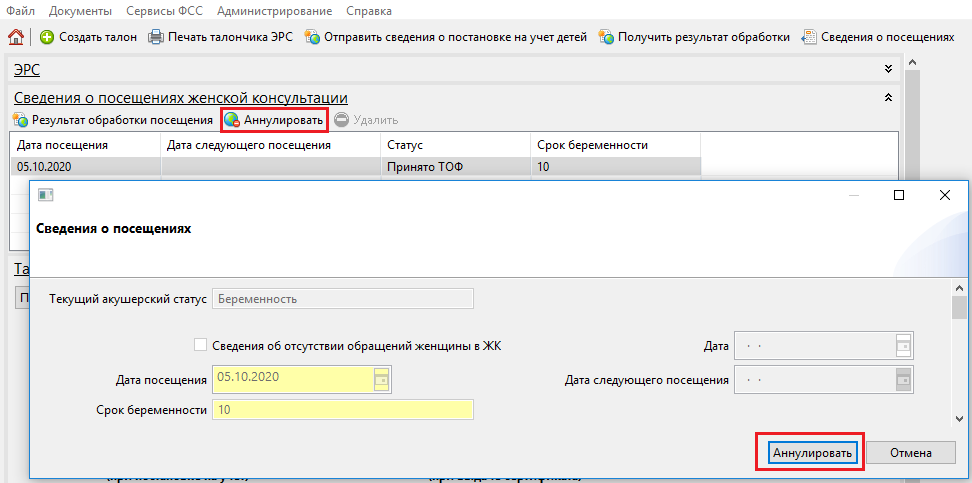 Файл Документы Сервисы ФСС Администрирование Справка
Создать талон Печать талончика ЭРС Отправить сведения о постановке на учет детей Получить результат обработки Сведения о посещениях
ЭРС
Сведения о посещениях женской консультации
Результат обработки посещения Аннулировать Удалить
Дата посещения Дата следующего посещения Статус Срок беременности
05.10.2020 Принято ТОФ 10
Сведения о посещениях
Та
П
Текущий акушерский статус Беременность
Сведения об отсутствии обращений женщины в ЖК Дата . .
Дата посещения 05.10.2020 Дата следующего посещения . .
Срок беременности 10
Аннулировать Отмена